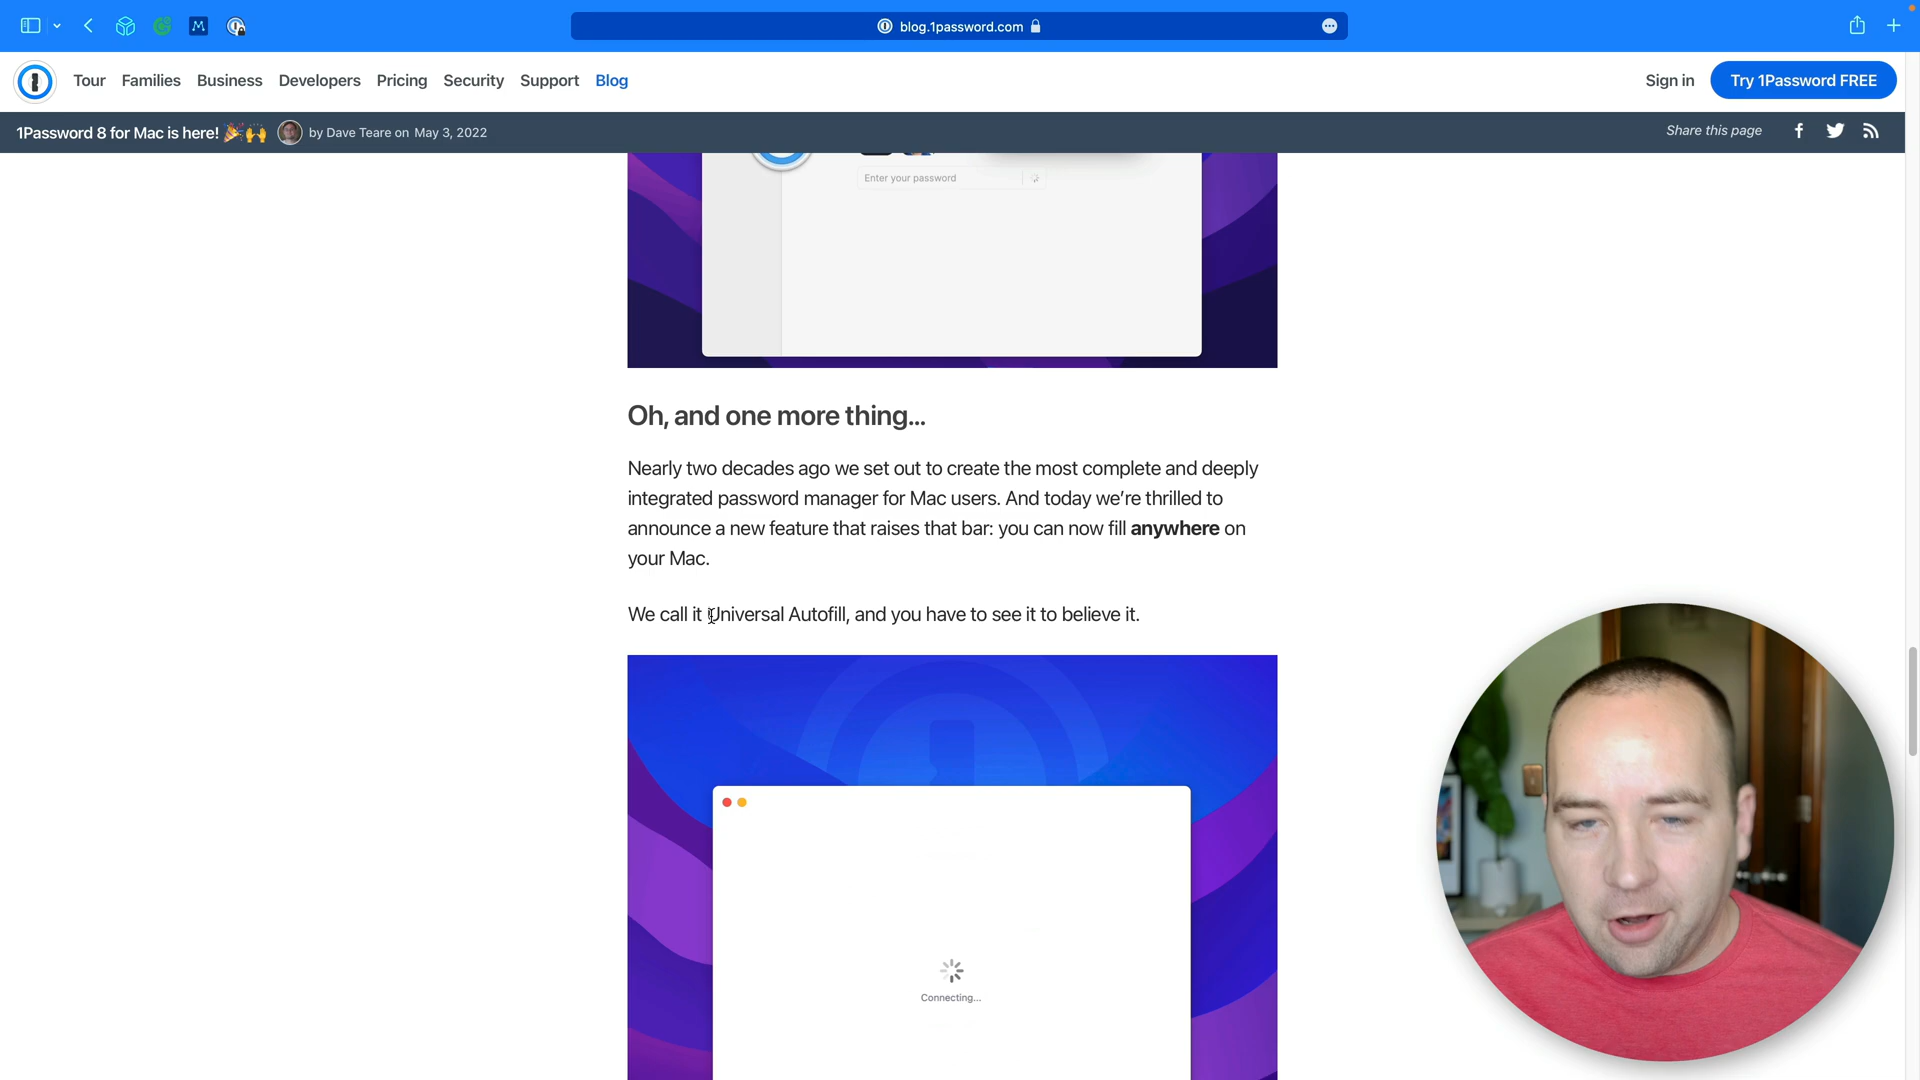 blog.1password.com
Tour Families Business Developers Pricing Security Support Blog
Sign in
Try 1Password FREE
1Password 8 for Mac is here! 🎉🙌 by Dave Teare on May 3, 2022
Share this page
Enter your password
Oh, and one more thing…
Nearly two decades ago we set out to create the most complete and deeply
integrated password manager for Mac users. And today we’re thrilled to
announce a new feature that raises that bar: you can now fill anywhere on
your Mac.
We call it Universal Autofill, and you have to see it to believe it.
Connecting...